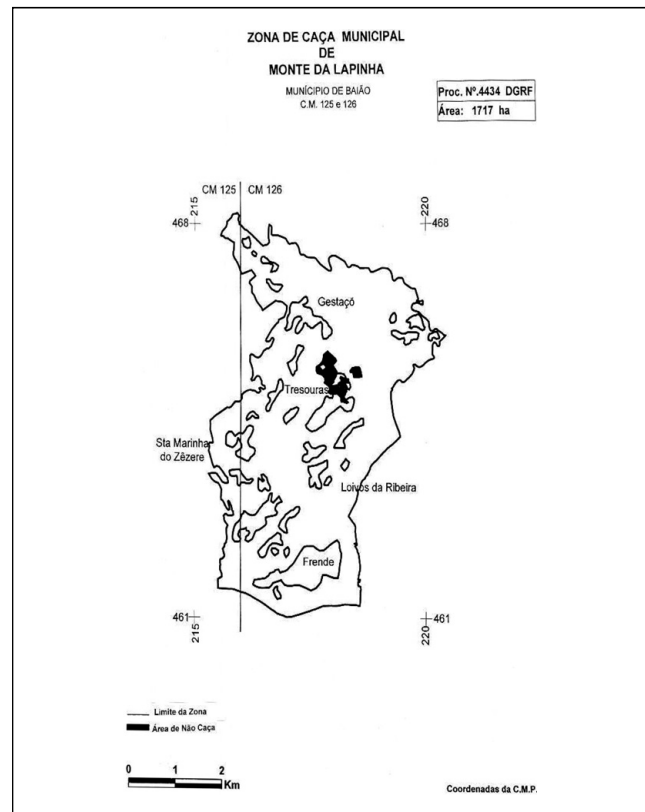 ZONA DE CAÇA MUNICIPAL
DE
MONTE DA LAPINHA
MUNÍCIPIO DE BAIÃO
C.M. 125 e 126
Proc. Nº.4434 DGRF
Área: 1717 ha
CM 125
CM 126
215
220
468
468
Gestaçô
Tresouras
Sta Marinha
do Zêzere
Loivos da Ribeira
Frende
461
461
215
220
Limite da Zona
Área de Não Caça
0 1 2
Km
Coordenadas da C.M.P.